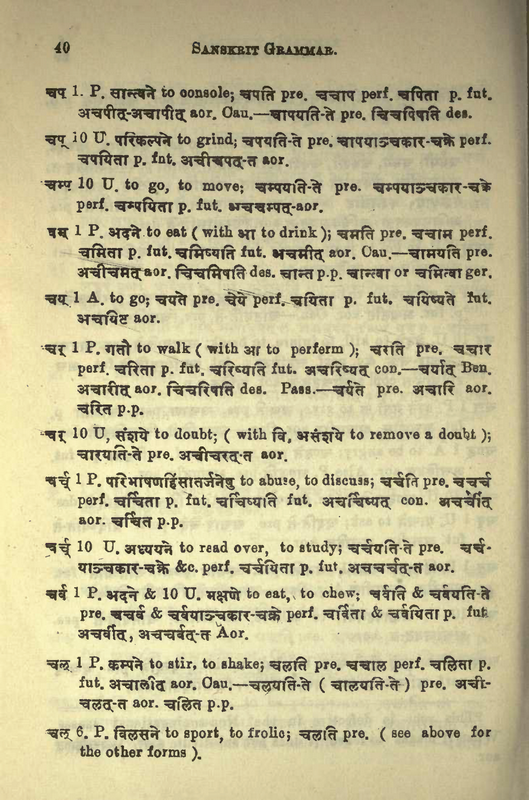 40 SANSKRIT GRAMMAR.
चप 1. P. सान्त्वने to console; चपति pre. चचाप perf. चपिता p. fut.
अचपीत्-अचापीत् aor. Cau.—चापयति-ते pre. चिचपिषति des.
चप् 10 U. परिकल्पने to grind; चपयति-ते pre. चापयाञ्चकार-चक्रे perf.
चपयिता p. fut. अचीचपत्-त aor.
चम्प 10 U. to go, to move; चम्पयति-ते pre. चम्पयाञ्चकार-चक्रे
perf. चम्पयिता p. fut. अचचम्पत्-aor.
चम् 1 P. अदने to eat ( with आ to drink ); चमति pre. चचाम perf.
चमिता p. fut. चमिष्यति fut. अचमीत् aor. Cau.—चामयति pre.
अचीचमत् aor. चिचमिषति des. चान्त p.p. चान्त्वा or चमित्वा ger.
चय् 1 A. to go; चयते pre. चेये perf. चयिता p. fut. चयिष्यते fut.
अचयिष्ट aor.
चर् 1 P. गतौ to walk ( with आ to perferm ); चरति pre. चचार
perf. चरिता p. fut. चरिष्यति fut. अचरिष्यत् con.—चर्यात् Ben.
अचारीत् aor. चिचरिषति des. Pass.—चर्यते pre. अचारि aor.
चरित p.p.
चर् 10 U, संशये to doubt; ( with वि, असंशये to remove a doubt );
चारयति-ते pre. अचीचरत्-त aor.
चर्च् 1 P. परिभाषणहिंसातर्जनेषु to abuse, to discuss; चर्चति pre. चचर्च
perf. चर्चिता p. fut. चर्चिष्यति fut. अचर्चिष्यत् con. अचर्चीत्
aor. चर्चित p.p.
चर्च् 10 U. अध्ययने to read over, to study; चर्चयति-ते pre. चर्च-
याञ्चकार-चक्रे &c. perf. चर्चयिता p. fut. अचचर्चत्-त aor.
चर्व 1 P. अदने & 10 U. भक्षणे to eat, to chew; चर्वति & चर्वयति-ते
pre. चचर्व & चर्वयाञ्चकार-चक्रे perf. चर्विता & चर्वयिता p. fut
अचर्वीत्, अचचर्वत्-त Aor.
चल् 1 P. कम्पने to stir, to shake; चलति pre. चचाल perf. चलिता p.
fut. अचालीत् aor. Cau.—चलयति-ते ( चालयति-ते ) pre. अची-
चलत्-त aor. चलित p.p.
चल् 6. P. विलसने to sport, to frolic; चलति pre. ( see above for
the other forms ).